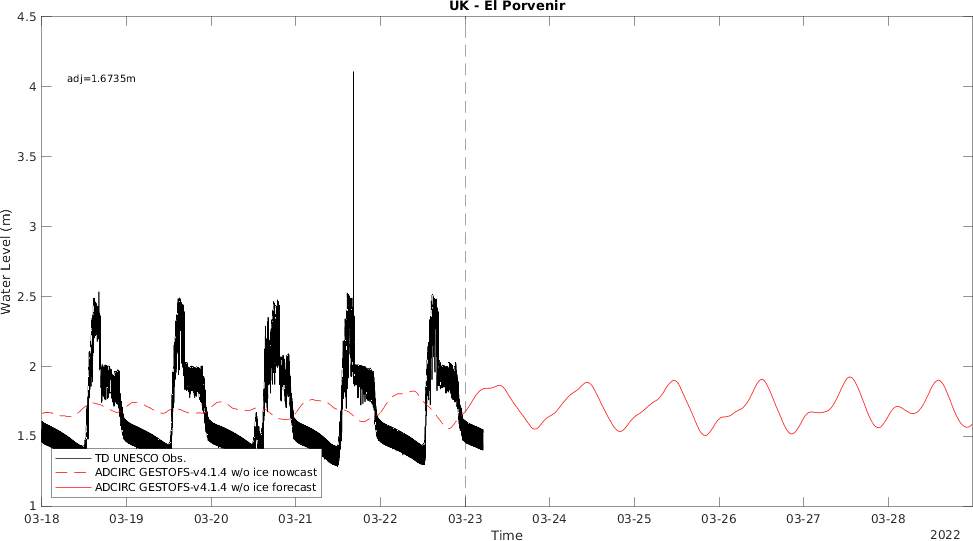 UK - El Porvenir
4.5
4
3.5
3
2.5
2
1.5
1
Water Level (m)
adj=1.6735m
TD UNESCO Obs.
ADCIRC GESTOFS-v4.1.4 w/o ice nowcast
ADCIRC GESTOFS-v4.1.4 w/o ice forecast
03-18 03-19 03-20 03-21 03-22 03-23 03-24 03-25 03-26 03-27 03-28
Time
2022